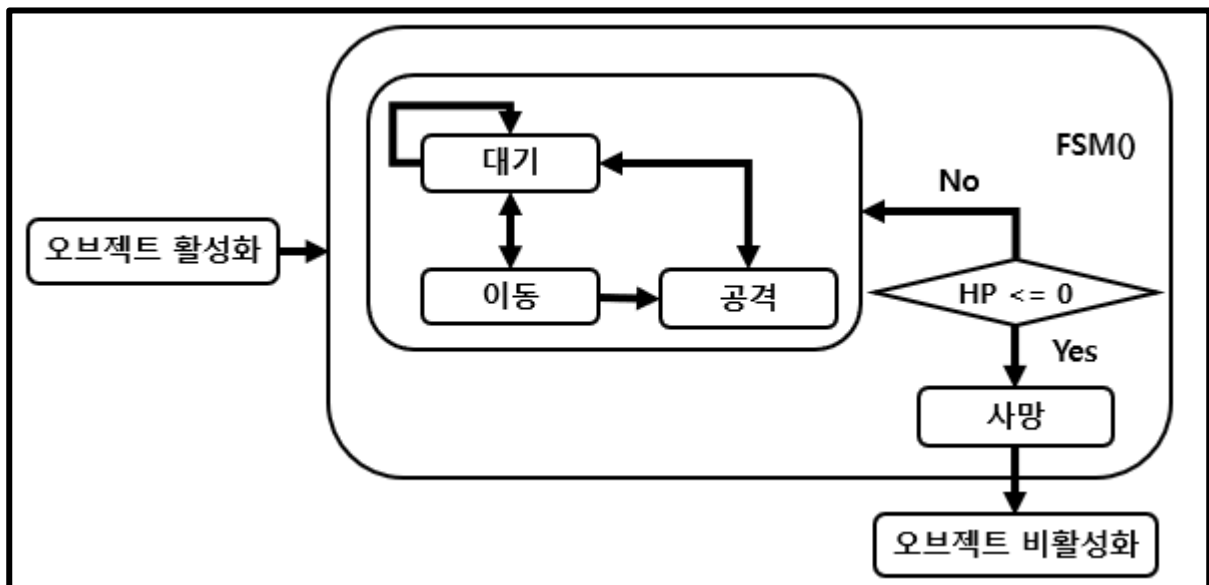 FSM()
대기
No
오브젝트 활성화
이동
공격
HP <= 0
Yes
사망
오브젝트 비활성화